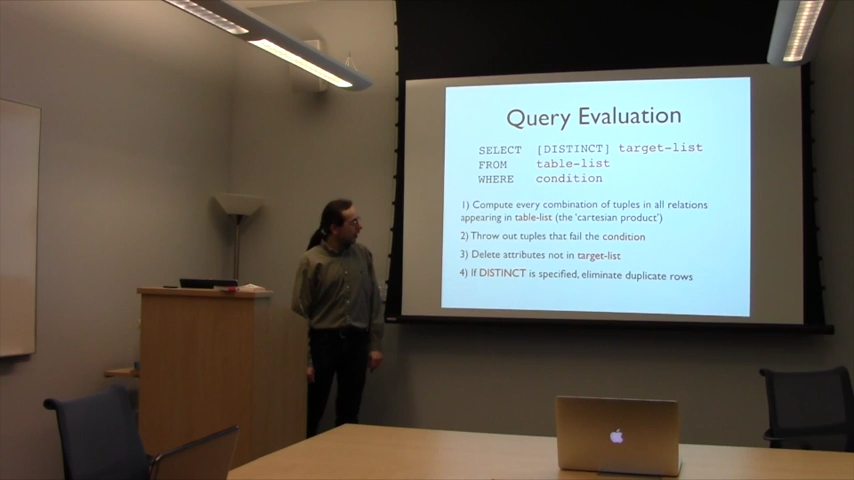 Query Evaluation
SELECT [DISTINCT] target-list
FROM table-list
WHERE condition
1) Compute every combination of tuples in all relations
appearing in table-list (the 'cartesian product')
2) Throw out tuples that fail the condition
3) Delete attributes not in target-list
4) If DISTINCT is specified, eliminate duplicate rows